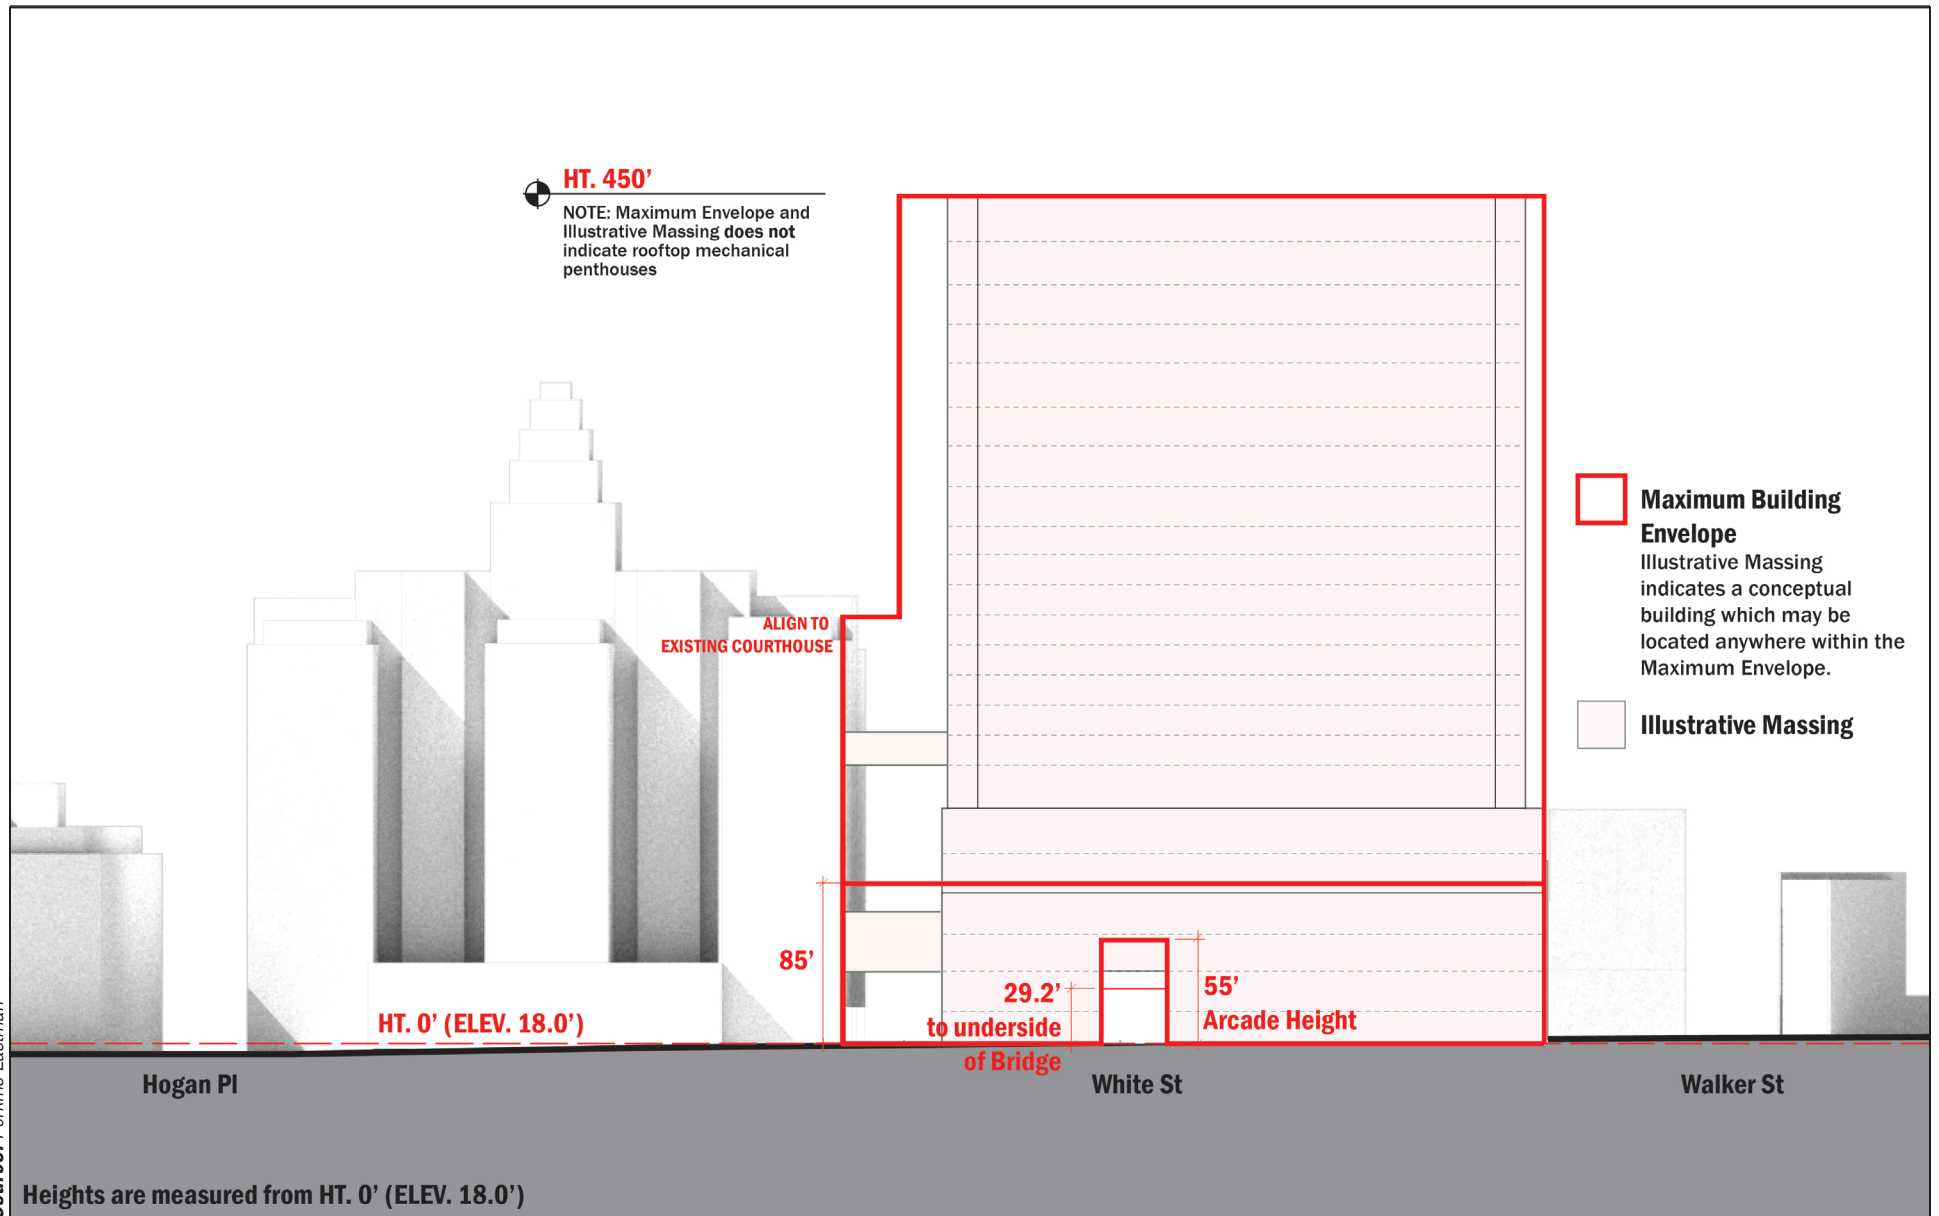 HT. 450’
NOTE: Maximum Envelope and
Illustrative Massing does not
indicate rooftop mechanical
penthouses
ALIGN TO
EXISTING COURTHOUSE
Maximum Building
Envelope
Illustrative Massing
indicates a conceptual
building which may be
located anywhere within the
Maximum Envelope.
Illustrative Massing
85’
29.2’
to underside
of Bridge
55’
Arcade Height
HT. 0’ (ELEV. 18.0’)
Hogan Pl
White St
Walker St
Heights are measured from HT. 0’ (ELEV. 18.0’)